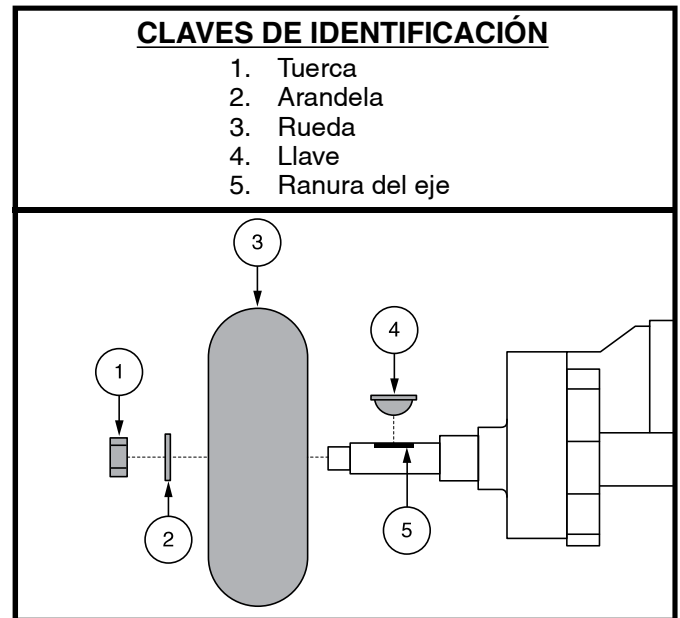 CLAVES DE IDENTIFICACIÓN
1. Tuerca
2. Arandela
3. Rueda
4. Llave
5. Ranura del eje
3
4
1
2
5